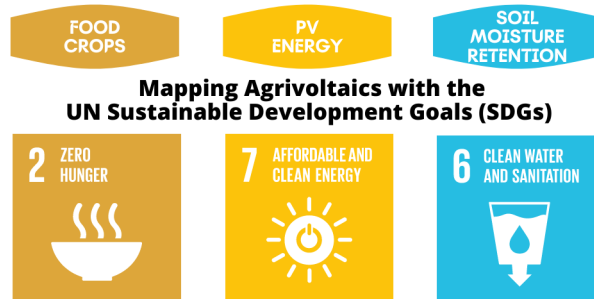 FOOD
CROPS
PV
ENERGY
SOIL
MOISTURE
RETENTION
Mapping Agrivoltaics with the
UN Sustainable Development Goals (SDGs)
2 ZERO
HUNGER
7 AFFORDABLE AND
CLEAN ENERGY
6 CLEAN WATER
AND SANITATION